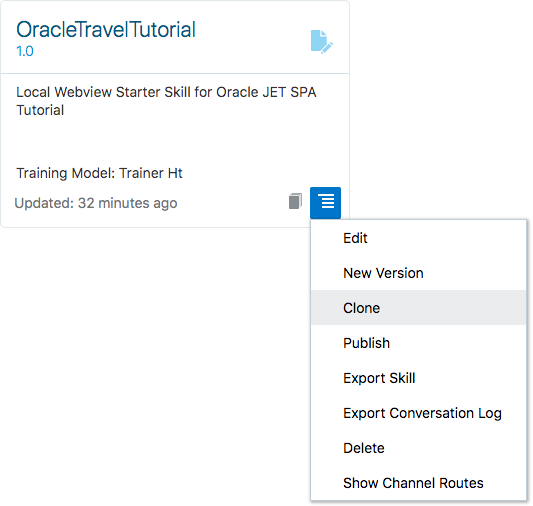 OracleTravelTutorial
1.0
Local Webview Starter Skill for Oracle JET SPA
Tutorial
Training Model: Trainer Ht
Updated: 32 minutes ago
Edit
New Version
Clone
Publish
Export Skill
Export Conversation Log
Delete
Show Channel Routes